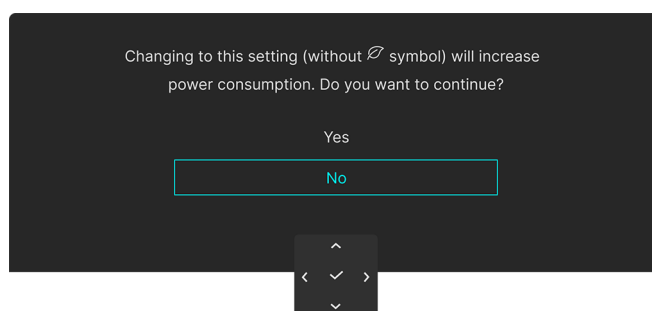 Changing to this setting (without symbol) will increase
power consumption. Do you want to continue?
Yes
No